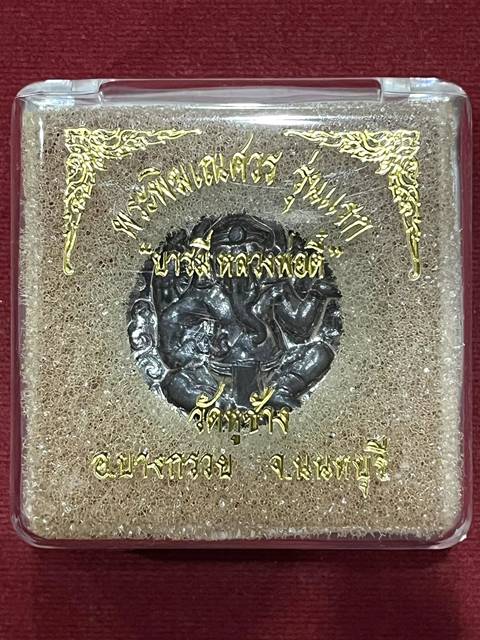 พระพิฆเณศวร รุ่นแรก
"บารมี หลวงพ่อดี้"
วัดหูช้าง
อ.บางกรวย จ.นนทบุรี